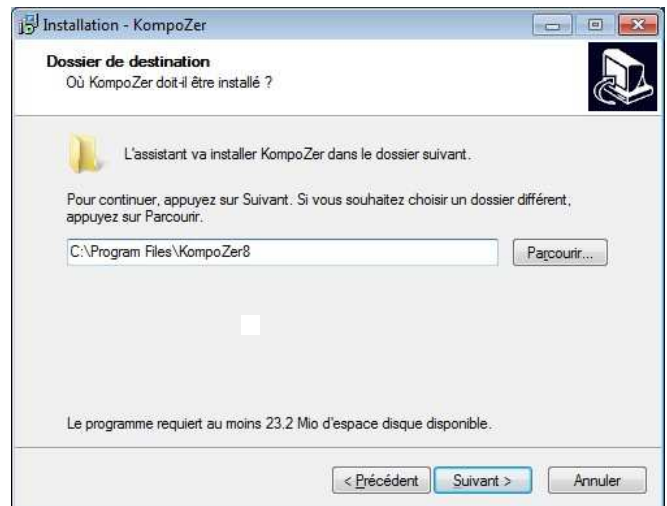 Installation - KompoZer
Dossier de destination
Où KompoZer doit-il être installé ?
L'assistant va installer KompoZer dans le dossier suivant.
Pour continuer, appuyez sur Suivant. Si vous souhaitez choisir un dossier différent,
appuyez sur Parcourir.
C:\Program Files\KompoZer8
Parcourir...
Le programme requiert au moins 23.2 Mio d'espace disque disponible.
< Précédent
Suivant >
Annuler